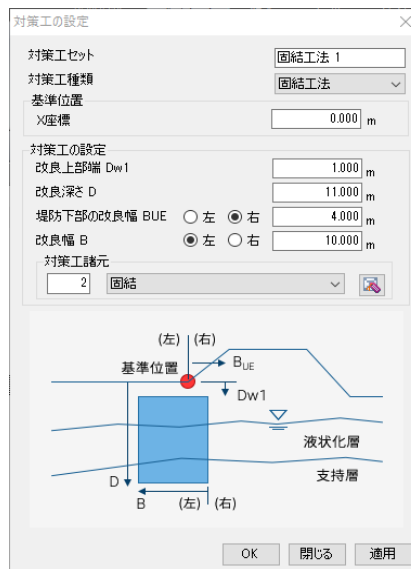 対策工の設定
対策工セット 固結工法 1
対策工種類 固結工法
基準位置
X座標 0.000 m
対策工の設定
改良上部端 Dw1 1.000 m
改良深さ D 11.000 m
堤防下部の改良幅 BUE 左 右 4.000 m
改良幅 B 左 右 10.000 m
対策工諸元
2 固結
(左) (右)
基準位置 BUE
Dw1
液状化層
D 支持層
B (左) (右)
OK 閉じる 適用